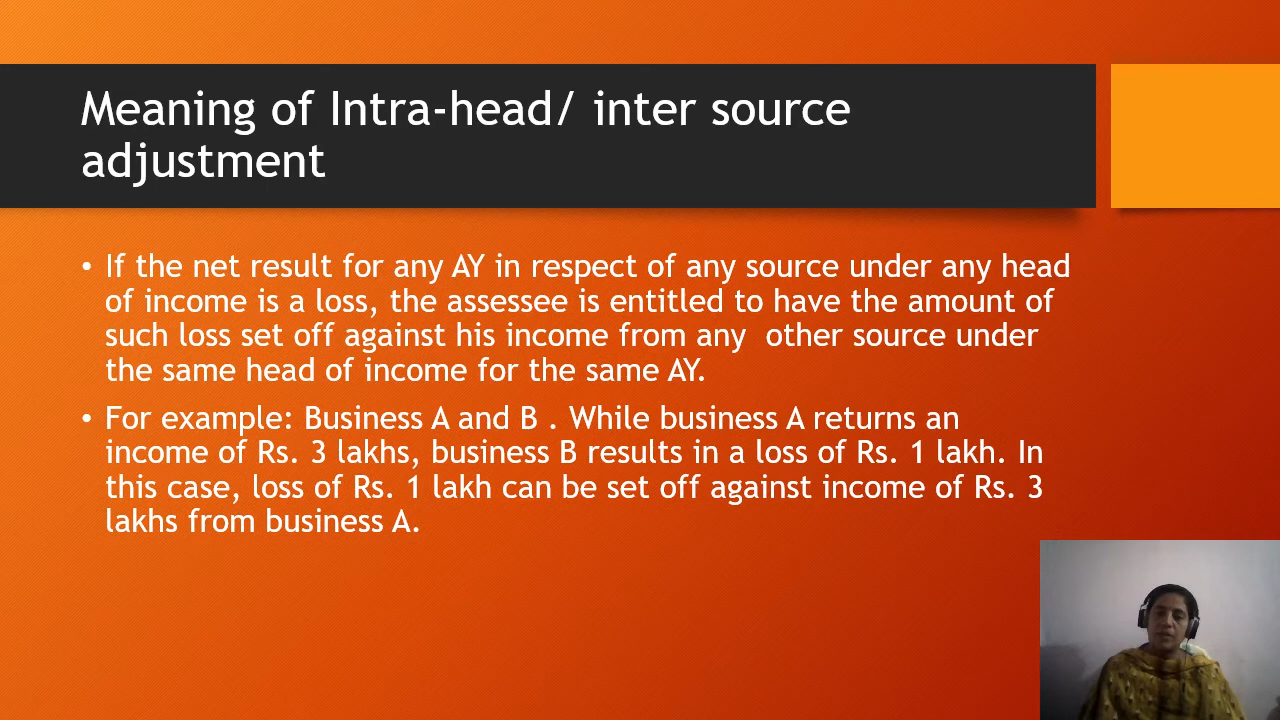 Meaning of Intra-head/ inter source
adjustment
• If the net result for any AY in respect of any source under any head
of income is a loss, the assessee is entitled to have the amount of
such loss set off against his income from any  other source under
the same head of income for the same AY.
• For example: Business A and B . While business A returns an
income of Rs. 3 lakhs, business B results in a loss of Rs. 1 lakh. In
this case, loss of Rs. 1 lakh can be set off against income of Rs. 3
lakhs from business A.